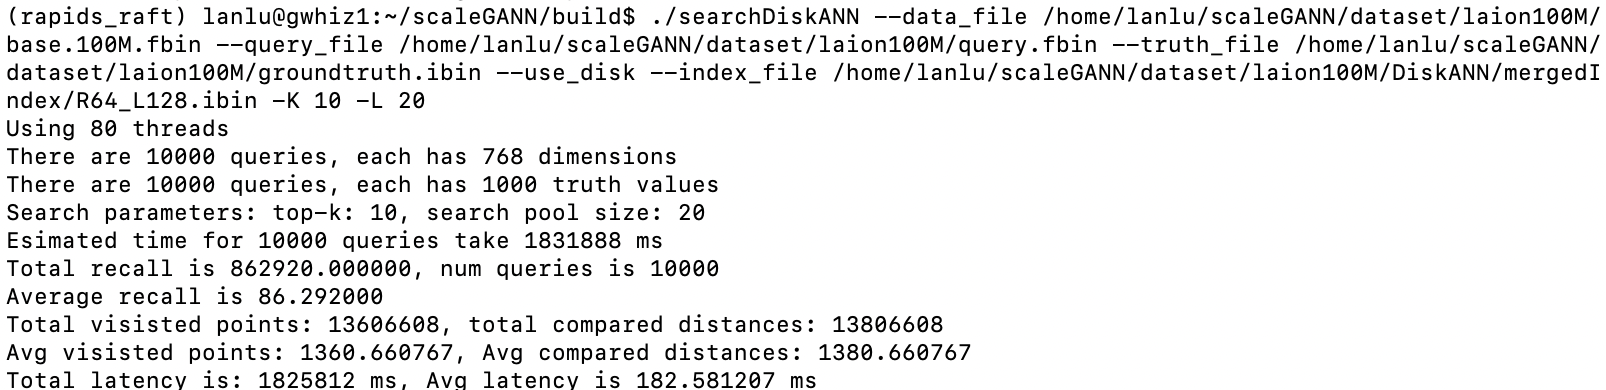 (rapids_raft) lanlu@gwhiz1:~/scaleGANN/build$ ./searchDiskANN --data_file /home/lanlu/scaleGANN/dataset/laion100M/
base.100M.fbin --query_file /home/lanlu/scaleGANN/dataset/laion100M/query.fbin --truth_file /home/lanlu/scaleGANN/
dataset/laion100M/groundtruth.ibin --use_disk --index_file /home/lanlu/scaleGANN/dataset/laion100M/DiskANN/mergedI
ndex/R64_L128.ibin -K 10 -L 20
Using 80 threads
There are 10000 queries, each has 768 dimensions
There are 10000 queries, each has 1000 truth values
Search parameters: top-k: 10, search pool size: 20
Esimated time for 10000 queries take 1831888 ms
Total recall is 862920.000000, num queries is 10000
Average recall is 86.292000
Total visisted points: 13606608, total compared distances: 13806608
Avg visisted points: 1360.660767, Avg compared distances: 1380.660767
Total latency is: 1825812 ms, Avg latency is 182.581207 ms